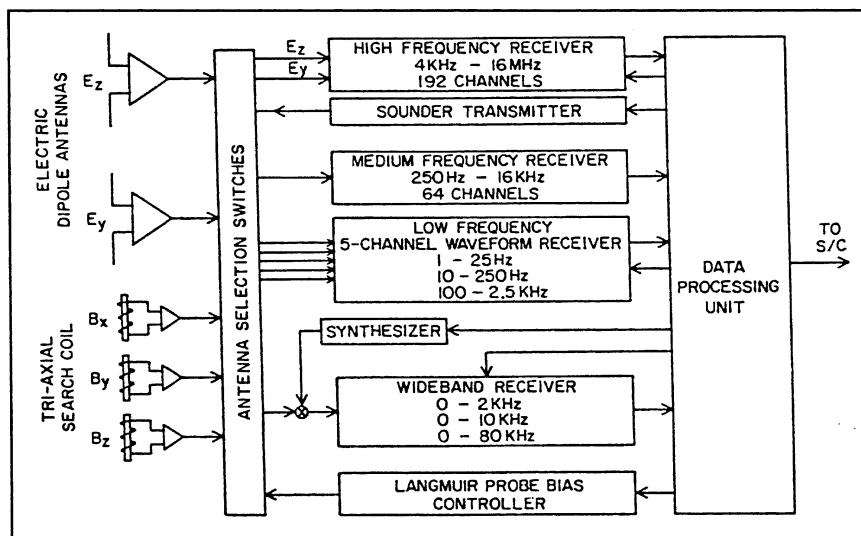 ELECTRIC
DIPOLE ANTENNAS
Ez
Ey
TRI-AXIAL
SEARCH COIL
Bx
By
Bz
ANTENNA SELECTION SWITCHES
Ez
Ey
HIGH FREQUENCY RECEIVER
4KHz - 16MHz
192 CHANNELS
SOUNDER TRANSMITTER
MEDIUM FREQUENCY RECEIVER
250Hz - 16KHz
64 CHANNELS
LOW FREQUENCY
5-CHANNEL WAVEFORM RECEIVER
1 - 25Hz
10 - 250Hz
100 - 2.5KHz
SYNTHESIZER
WIDEBAND RECEIVER
0 - 2KHz
0 - 10KHz
0 - 80KHz
LANGMUIR PROBE BIAS
CONTROLLER
DATA
PROCESSING
UNIT
TO
S/C